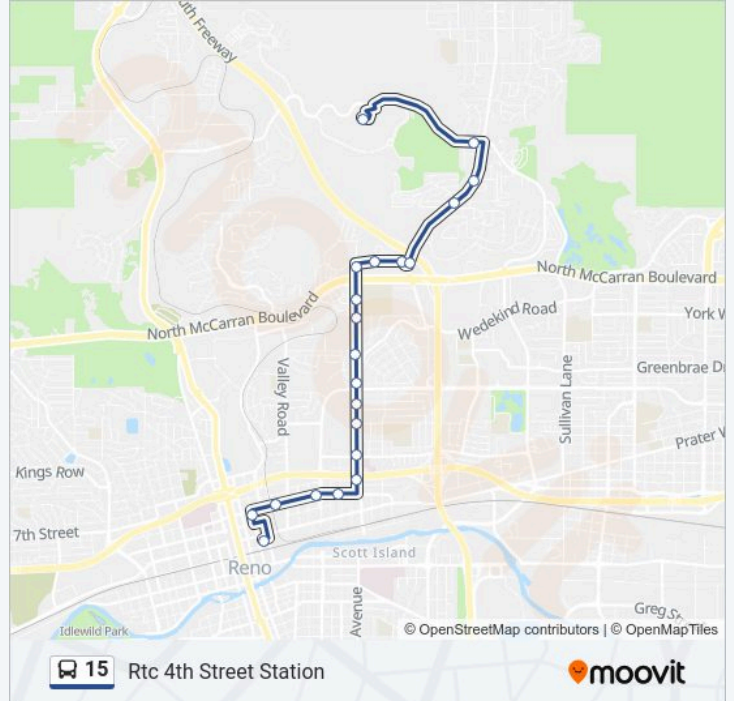 uth Freeway
North McCarran Boulevard
North McCarran Boulevard
Wedekind Road
York W
Valley Road
Sullivan Lane
Greenbrae Dr
Prater W
Kings Row
7th Street
Scott Island
Reno
Avenue
Greg St
Idlewild Park
© OpenStreetMap contributors | © OpenMapTiles
15 Rtc 4th Street Station
moovit